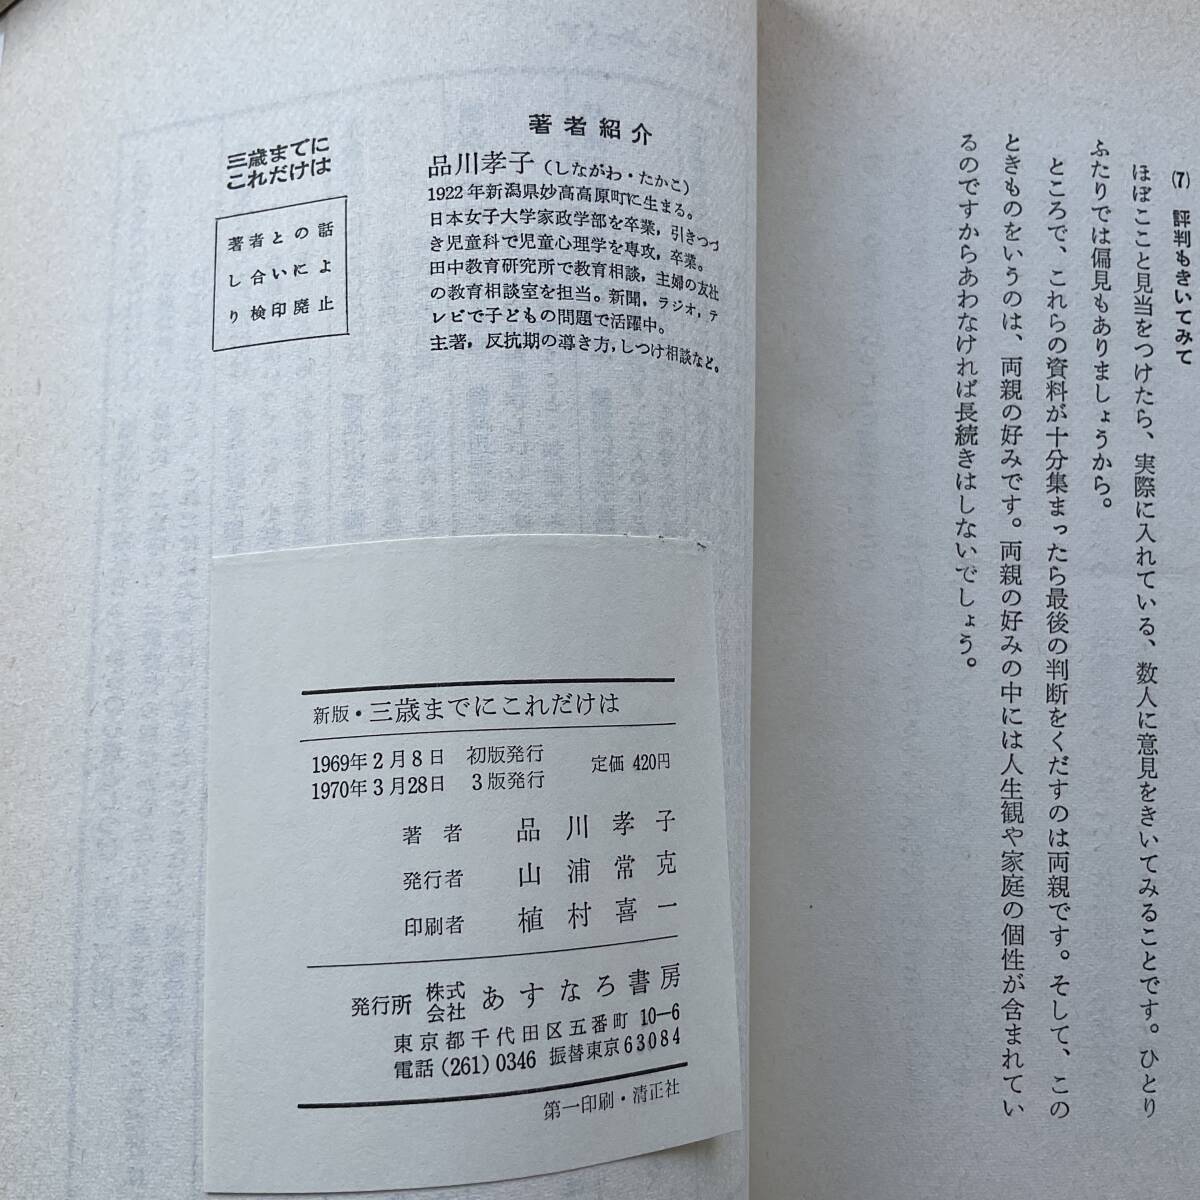 (7) 評判もきいてみて
ほぼこことと見当をつけたら、実際に入れている、数人に意見をきいてみることです。ひとり
ふたりでは偏見もありましょうから。
ところで、これらの資料が十分集まったら最後の判断をくだすのは両親です。そして、この
ときものをいうのは、両親の好みです。両親の好みの中には人生観や家庭の個性が含まれてい
るのですからあわなければ長続きはしないでしょう。
三歳までに
これだけは
著者との話
し合いによ
り検印廃止
著者紹介
品川孝子(しながわ・たかこ)
1922年新潟県妙高高原町に生まる。
日本女子大学家政学部を卒業，引きつづ
き児童科で児童心理学を専攻，卒業。
田中教育研究所で教育相談，主婦の友社
の教育相談室を担当。新聞，ラジオ，テ
レビで子どもの問題で活躍中。
主著，反抗期の導き方，しつけ相談など。
新版・三歳までにこれだけは
1969年2月8日 初版発行 定価 420円
1970年3月28日 3版発行
著者 品川孝子
発行者 山浦常克
印刷者 植村喜一
発行所 株式会社 あすなろ書房
東京都千代田区五番町 10—6
電話(261)0346 振替東京63084
第一印刷・清正社